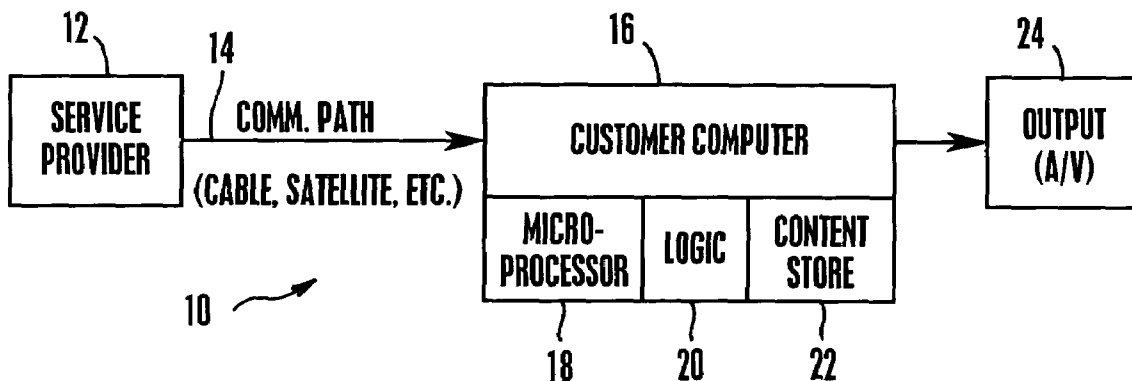 12
14
16
24
SERVICE
PROVIDER
COMM. PATH
(CABLE, SATELLITE, ETC.)
CUSTOMER COMPUTER
OUTPUT
(A/V)
MICRO-
PROCESSOR
LOGIC
CONTENT
STORE
10
18
20
22